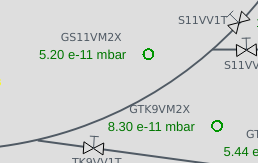 S11VV1T
GS11VM2X
5.20 e-11 mbar
S11VV
GTK9VM2X
8.30 e-11 mbar
GT
TK9VV1T
5.44 e